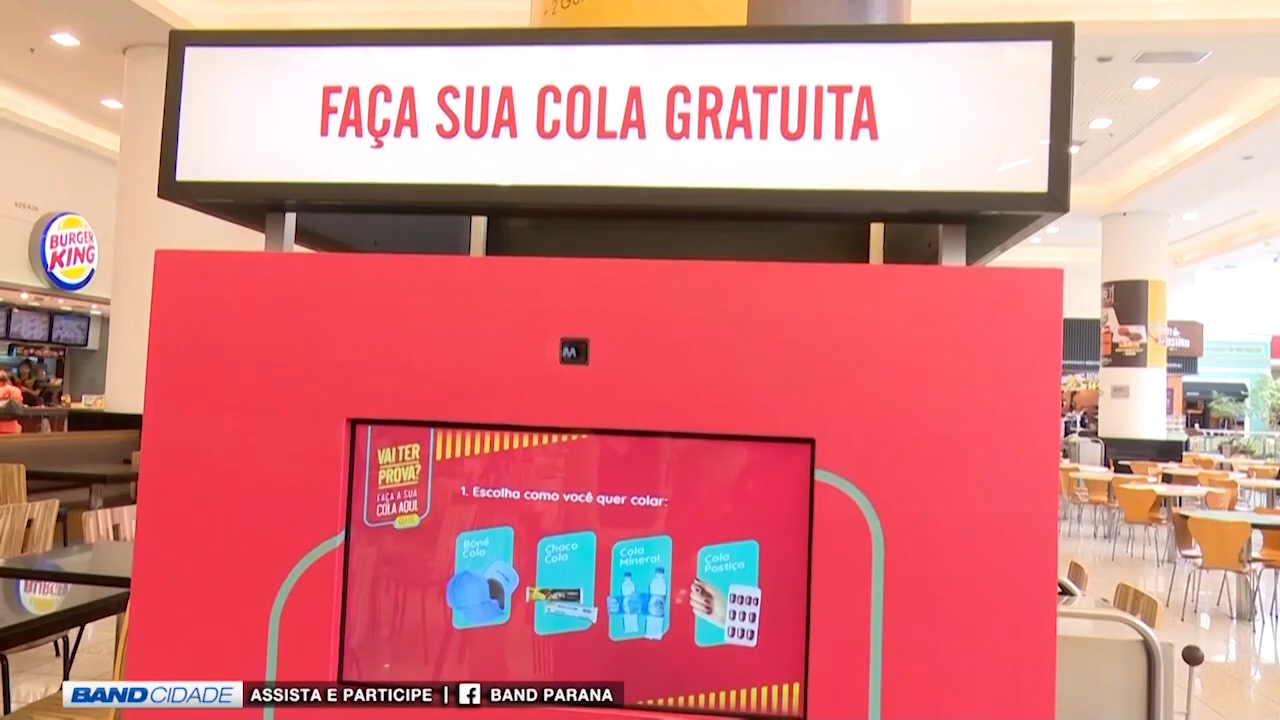 FAÇA SUA COLA GRATUITA
BURGER
KING
VAI TER
PROVA?
FAÇA A SUA
COLA AQUI
1. Escolha como você quer colar:
Boné
Cola
Choco
Cola
Cola
Mineral
Cola
Postiça
BAND CIDADE ASSISTA E PARTICIPE | BAND PARANA